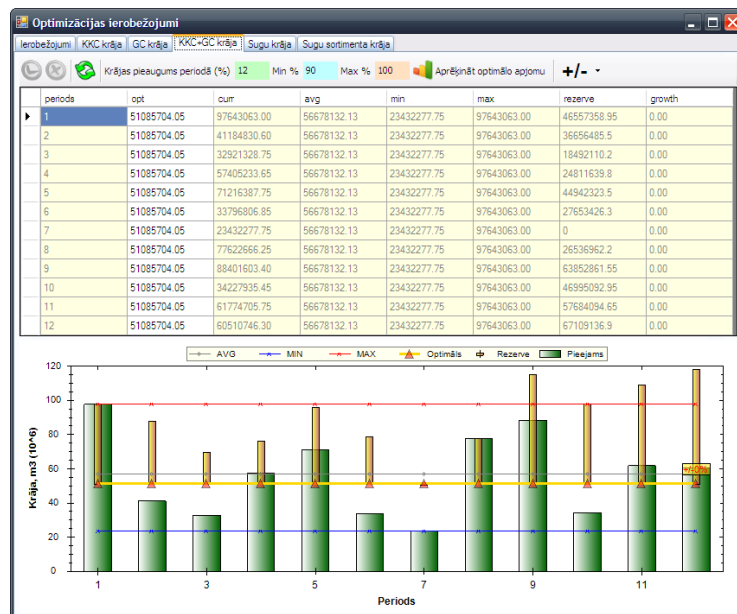 Optimizācijas ierobežojumi
Ierobežojumi KKC krāja GC krāja KKC+GC krāja Sugu krāja Sugu sortimenta krāja
Krājas pieaugums periodā (%) 12 Min % 90 Max % 100 Aprēķināt optimālo apjomu +/-
periods opt curr avg min max rezerve growth
1 51085704.05 97643063.00 56678132.13 23432277.75 97643063.00 46557358.95 0.00
2 51085704.05 41184830.60 56678132.13 23432277.75 97643063.00 36656485.5 0.00
3 51085704.05 32921328.75 56678132.13 23432277.75 97643063.00 18492110.2 0.00
4 51085704.05 57405233.65 56678132.13 23432277.75 97643063.00 24811639.8 0.00
5 51085704.05 71216387.75 56678132.13 23432277.75 97643063.00 44942323.5 0.00
6 51085704.05 33796806.85 56678132.13 23432277.75 97643063.00 27653426.3 0.00
7 51085704.05 23432277.75 56678132.13 23432277.75 97643063.00 0 0.00
8 51085704.05 77622666.25 56678132.13 23432277.75 97643063.00 26536962.2 0.00
9 51085704.05 88401603.40 56678132.13 23432277.75 97643063.00 63852861.55 0.00
10 51085704.05 34227935.45 56678132.13 23432277.75 97643063.00 46995092.95 0.00
11 51085704.05 61774705.75 56678132.13 23432277.75 97643063.00 57684094.65 0.00
12 51085704.05 60510746.30 56678132.13 23432277.75 97643063.00 67109136.9 0.00
AVG MIN MAX Optimāls Rezerve Pieejams
Krāja, m3 (10^6)
120
100
80
60
40
20
0
+/-0%
1 3 5 7 9 11
Periods